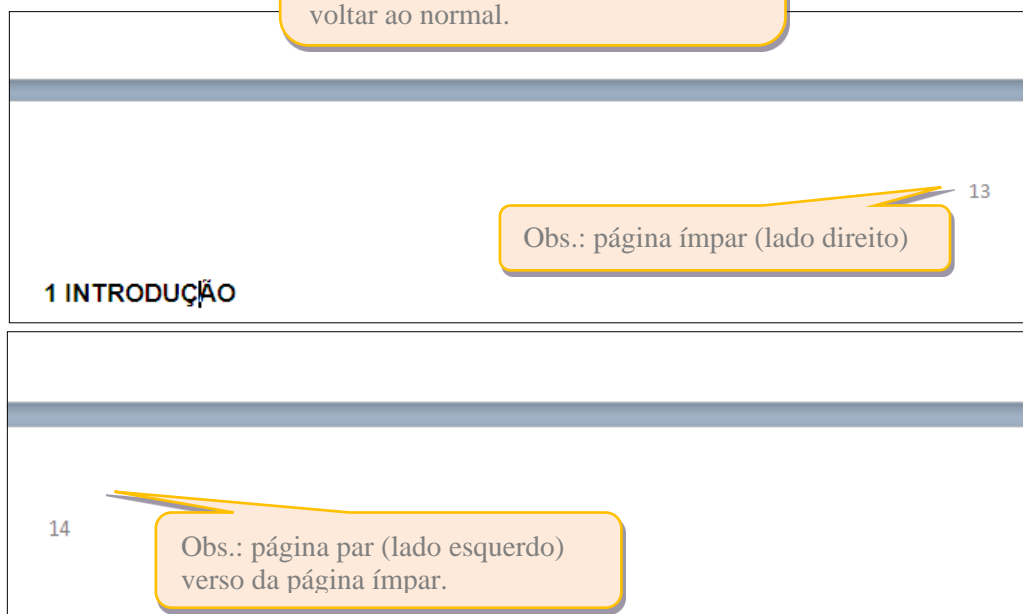 voltar ao normal.
13
Obs.: página ímpar (lado direito)
1 INTRODUÇÃO
14
Obs.: página par (lado esquerdo)
verso da página ímpar.